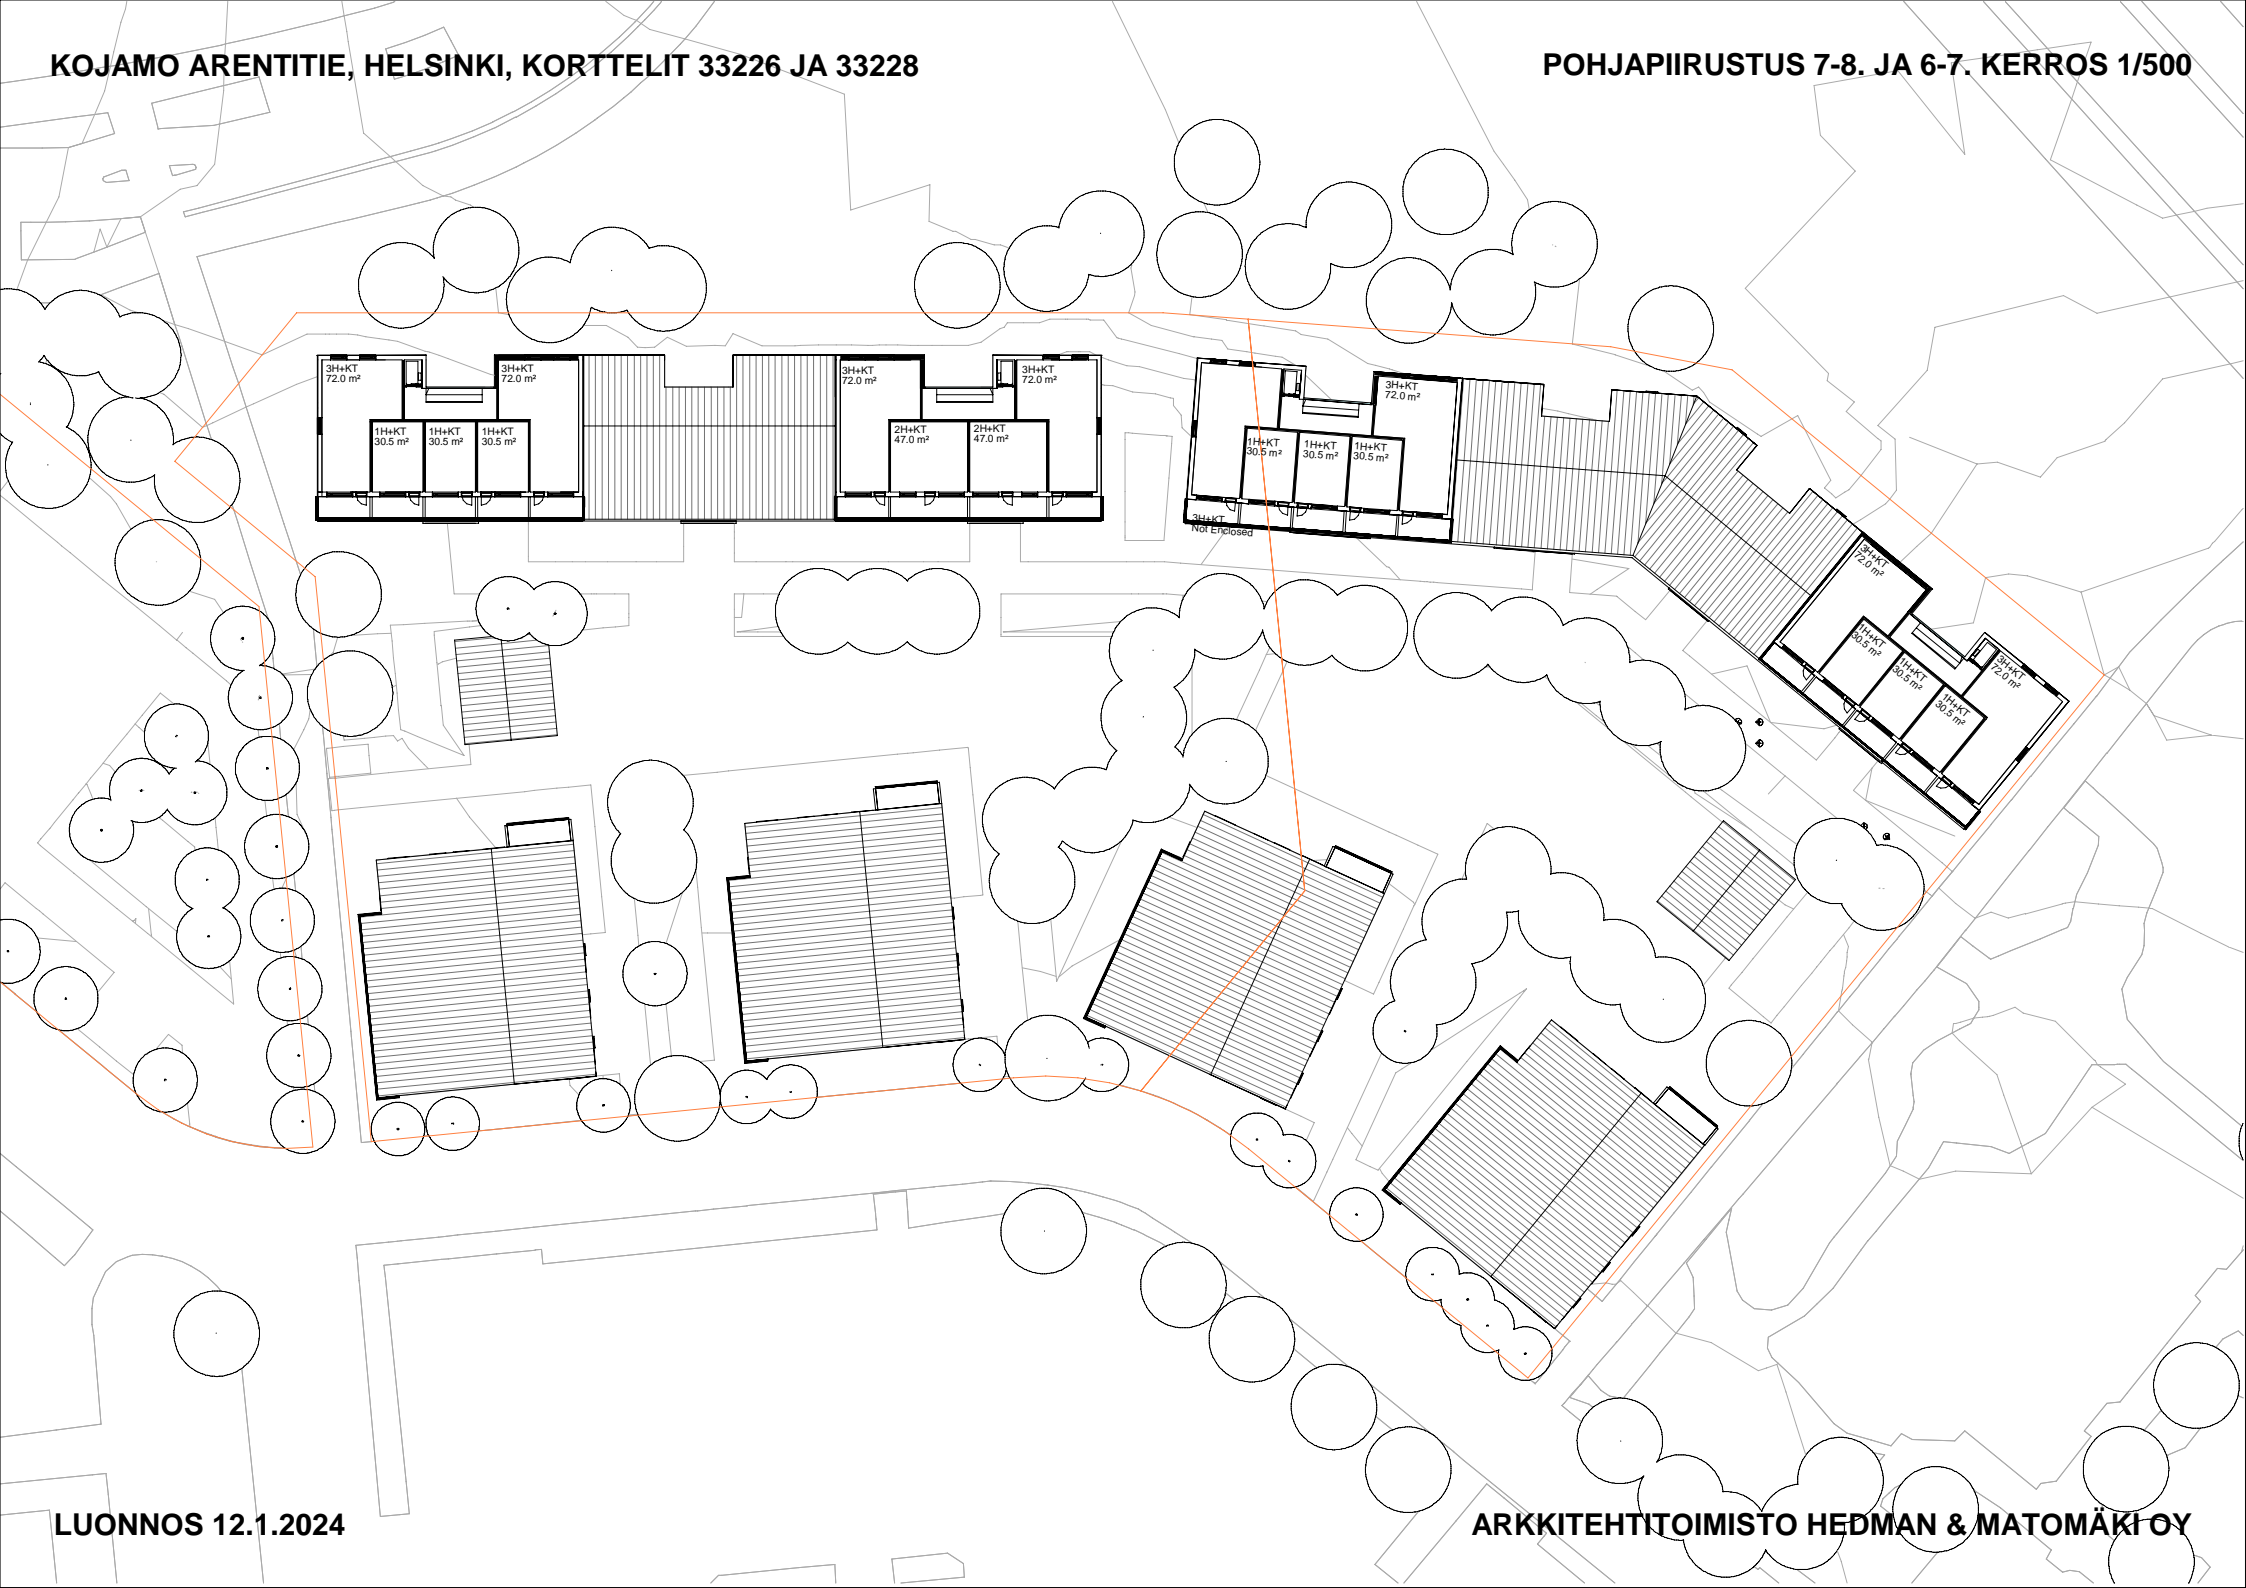 KOJAMO ARENTITIE, HELSINKI, KORTTELIT 33226 JA 33228
POHJAPIIRUSTUS 7-8. JA 6-7. KERROS 1/500
3H+KT
72.0 m²
3H+KT
72.0 m²
1H+KT
30.5 m²
1H+KT
30.5 m²
1H+KT
30.5 m²
3H+KT
72.0 m²
3H+KT
72.0 m²
2H+KT
47.0 m²
2H+KT
47.0 m²
3H+KT
72.0 m²
1H+KT
30.5 m²
1H+KT
30.5 m²
1H+KT
30.5 m²
3H+KT
Not Enclosed
3H+KT
72.0 m²
1H+KT
30.5 m²
1H+KT
30.5 m²
1H+KT
30.5 m²
3H+KT
72.0 m²
LUONNOS 12.1.2024
ARKKITEHTITOIMISTO HEDMAN & MATOMÄKI OY